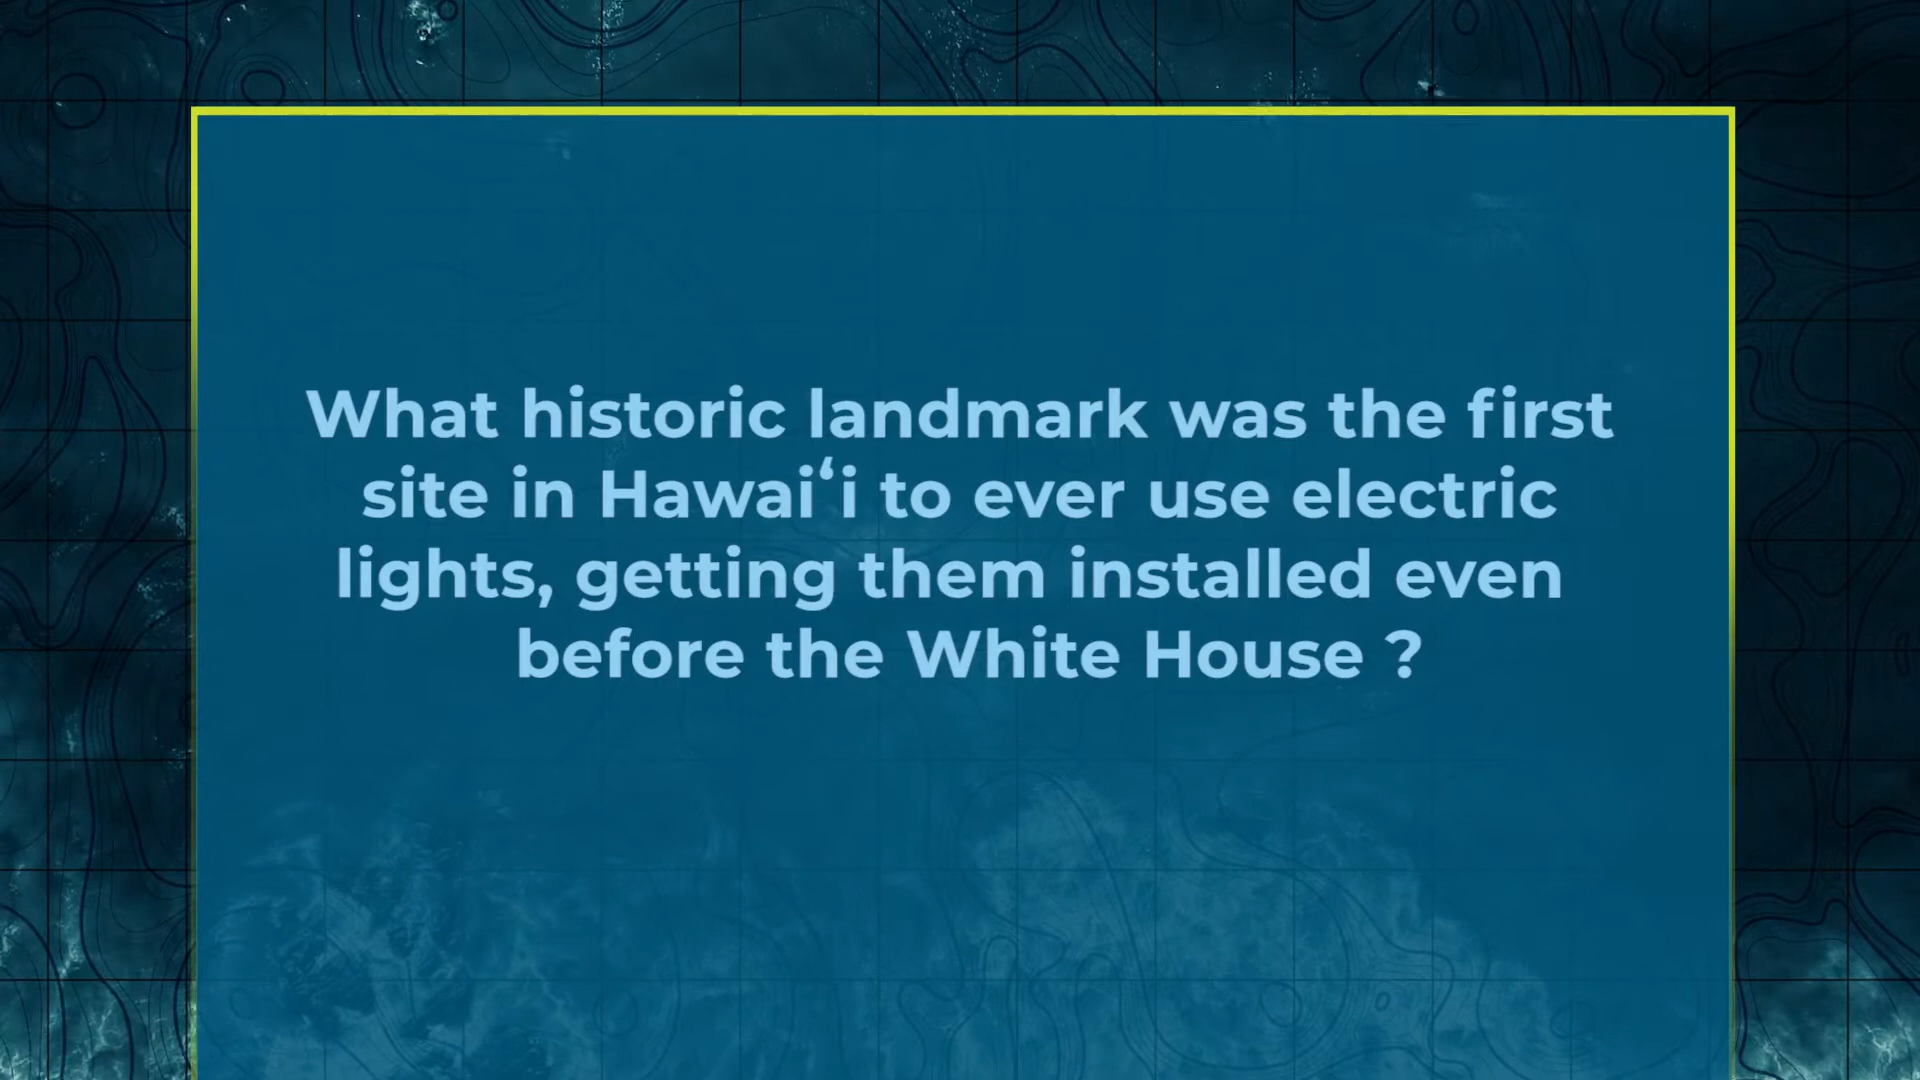 What historic landmark was the first
site in Hawaiʻi to ever use electric
lights, getting them installed even
before the White House ?